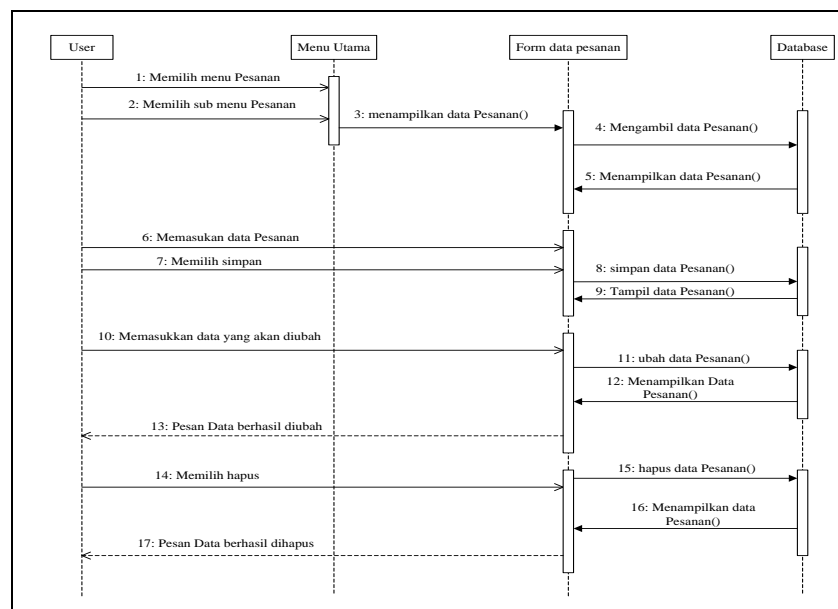 User
Menu Utama
Form data pesanan
Database
1: Memilih menu Pesanan
2: Memilih sub menu Pesanan
3: menampilkan data Pesanan()
4: Mengambil data Pesanan()
5: Menampilkan data Pesanan()
6: Memasukan data Pesanan
7: Memilih simpan
8: simpan data Pesanan()
9: Tampil data Pesanan()
10: Memasukkan data yang akan diubah
11: ubah data Pesanan()
12: Menampilkan Data
Pesanan()
13: Pesan Data berhasil diubah
14: Memilih hapus
15: hapus data Pesanan()
16: Menampilkan data
Pesanan()
17: Pesan Data berhasil dihapus